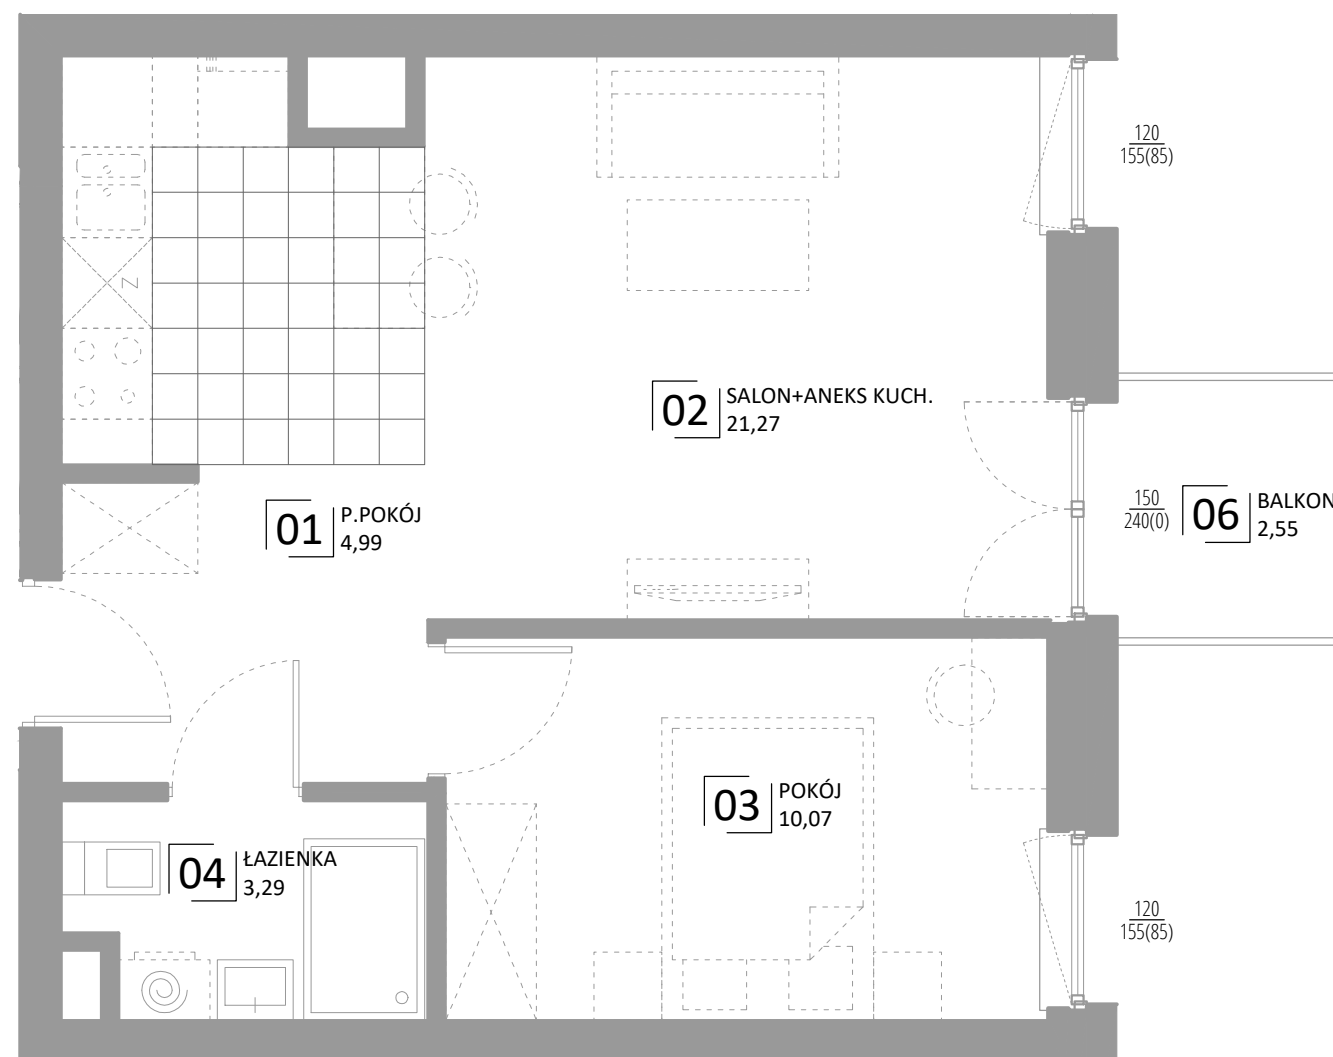 120
155(85)
Z
02 SALON+ANEKS KUCH.
21,27
01 P.POKÓJ
4,99
150
240(0)
06 BALKON
2,55
03 POKÓJ
10,07
04 ŁAZIENKA
3,29
120
155(85)